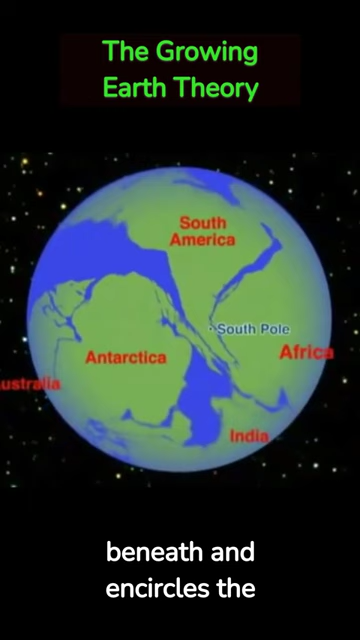 The Growing
Earth Theory
South
America
South Pole
Antarctica
Africa
ustralia
India
beneath and
encircles the